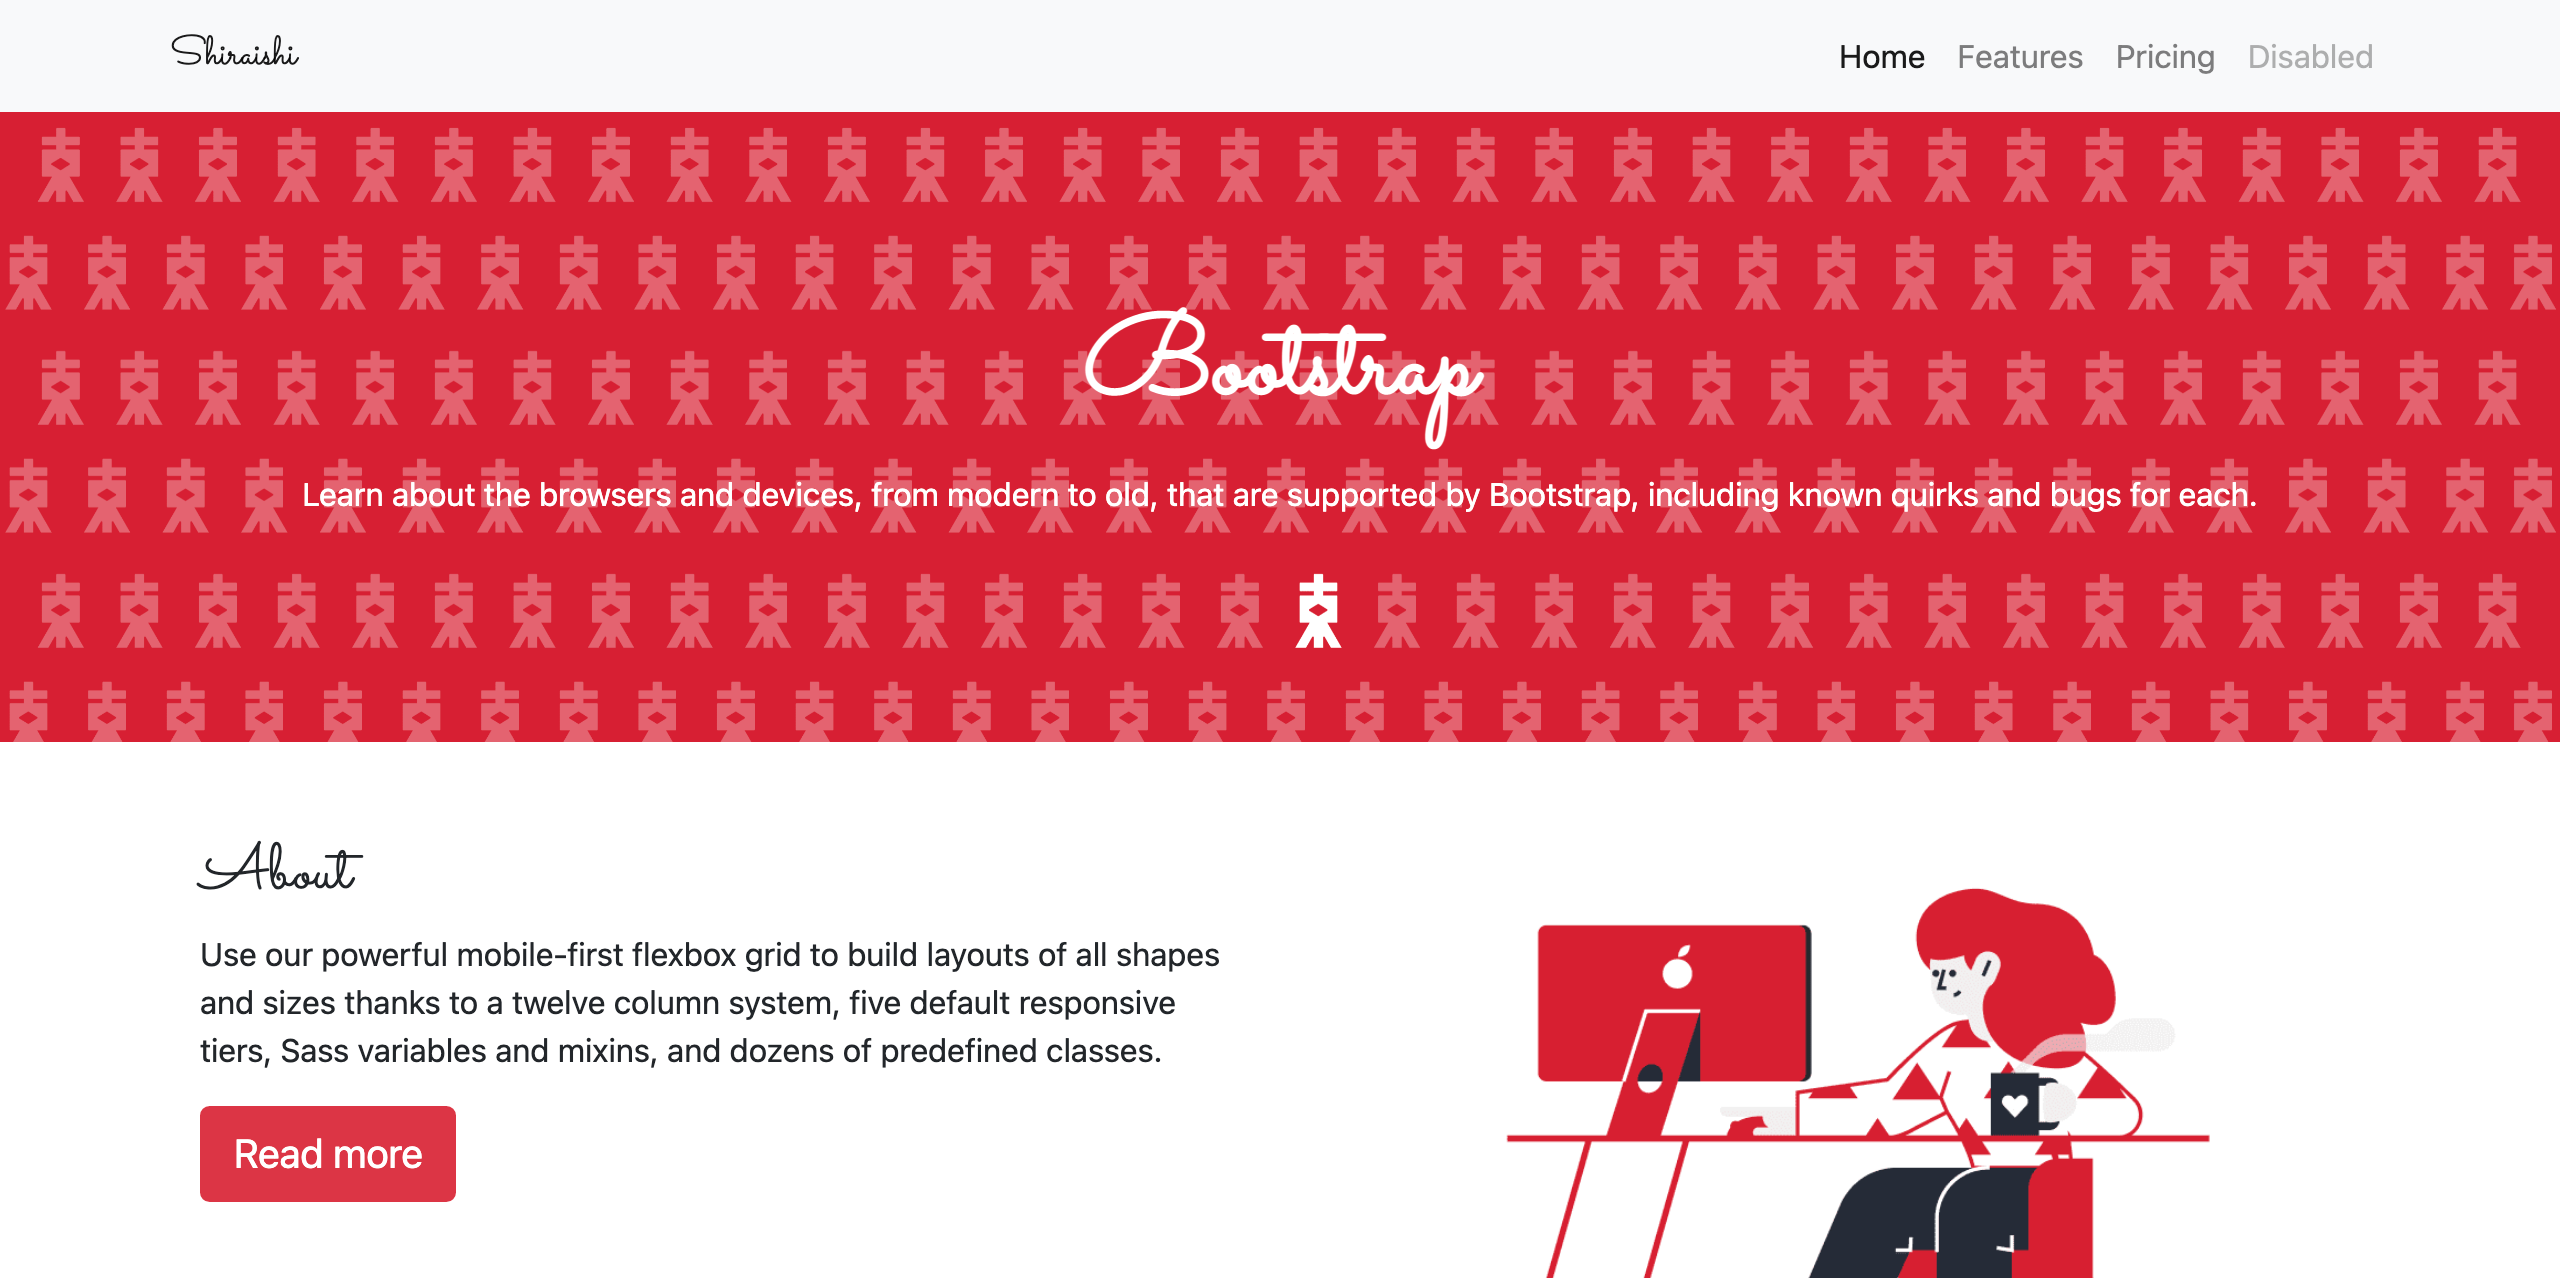 Shiraishi
Home Features Pricing Disabled
Bootstrap
Learn about the browsers and devices, from modern to old, that are supported by Bootstrap, including known quirks and bugs for each.
About
Use our powerful mobile-first flexbox grid to build layouts of all shapes
and sizes thanks to a twelve column system, five default responsive
tiers, Sass variables and mixins, and dozens of predefined classes.
Read more